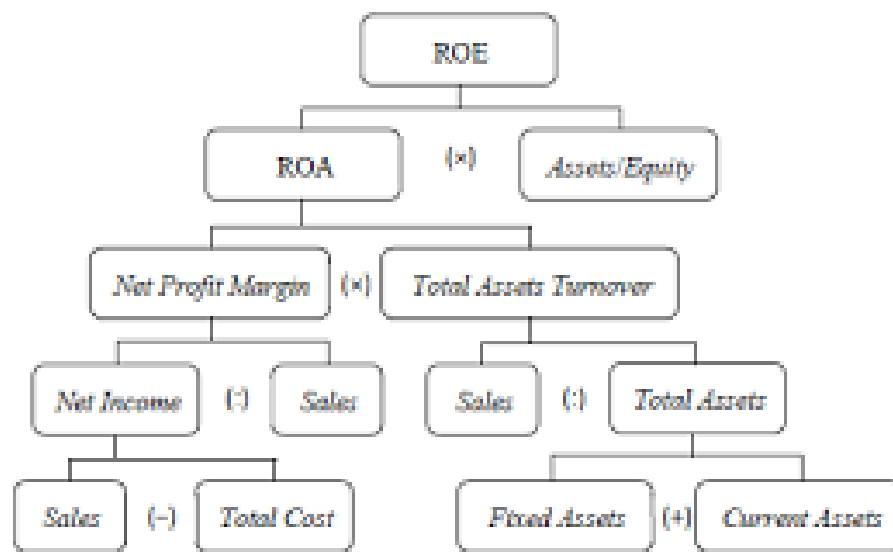 ROE
ROA (×) Assets/Equity
Net Profit Margin (×) Total Assets Turnover
Net Income (:) Sales Sales (:) Total Assets
Sales (−) Total Cost Fixed Assets (+) Current Assets